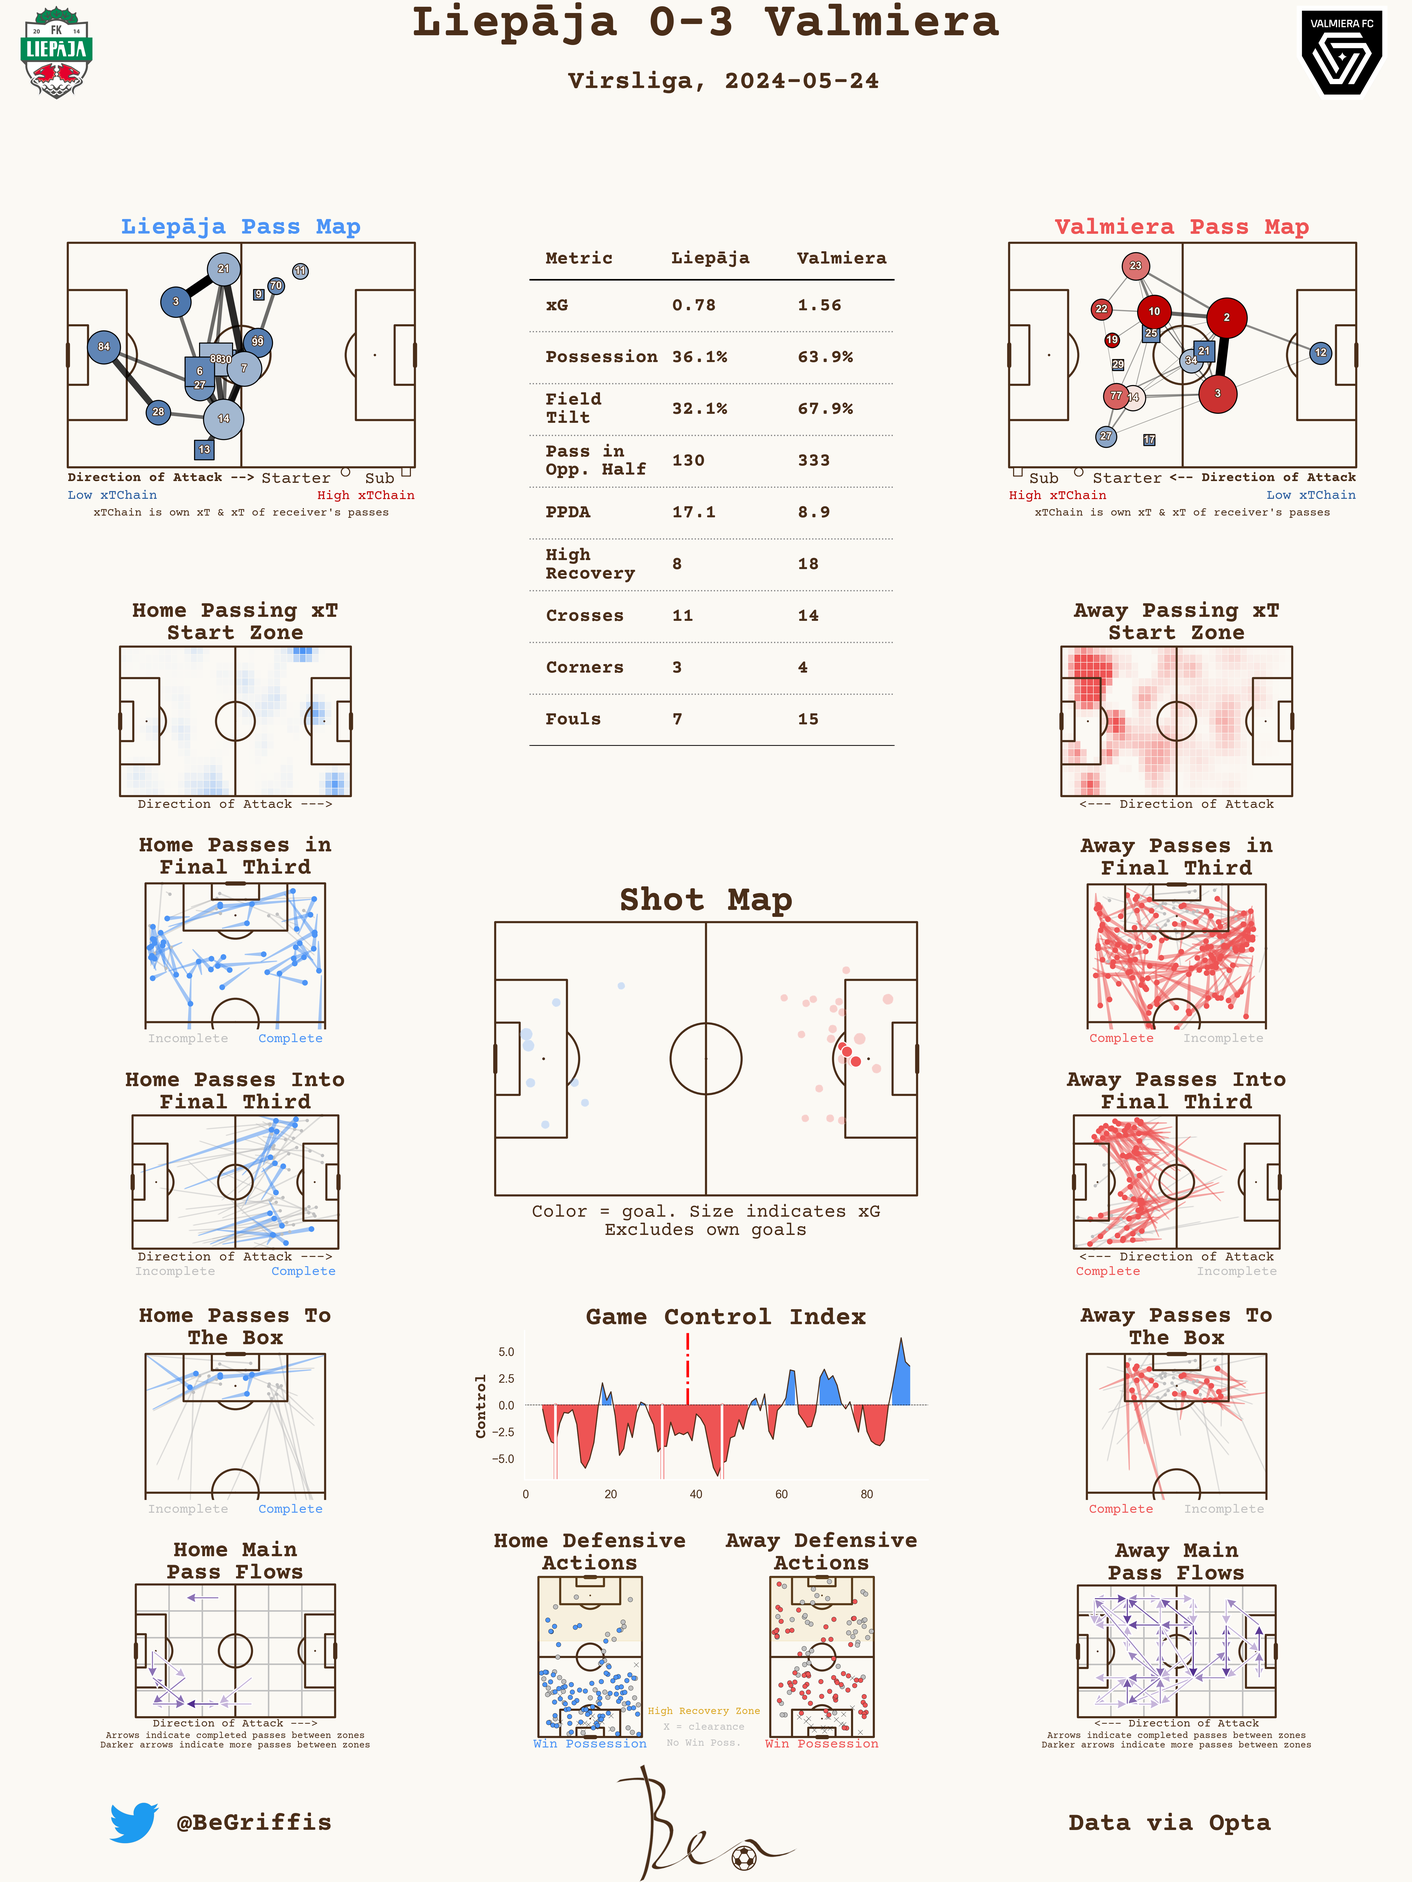 Liepāja 0-3 Valmiera
Virsliga, 2024-05-24
20 FK 14
LIEPĀJA
VALMIERA FC
Liepāja Pass Map
21
11
70
9
3
99
84
88
30
6
7
27
28
14
13
Direction of Attack --> Starter Sub
Low xTChain High xTChain
xTChain is own xT & xT of receiver's passes
Metric Liepāja Valmiera
xG 0.78 1.56
Possession 36.1% 63.9%
Field
Tilt 32.1% 67.9%
Pass in
Opp. Half 130 333
PPDA 17.1 8.9
High
Recovery 8 18
Crosses 11 14
Corners 3 4
Fouls 7 15
Valmiera Pass Map
23
22
10
2
25
19
21
12
34
29
77
14
3
27
17
Sub Starter <-- Direction of Attack
High xTChain Low xTChain
xTChain is own xT & xT of receiver's passes
Home Passing xT
Start Zone
Direction of Attack --->
Away Passing xT
Start Zone
<--- Direction of Attack
Home Passes in
Final Third
Incomplete Complete
Away Passes in
Final Third
Complete Incomplete
Shot Map
Color = goal. Size indicates xG
Excludes own goals
Home Passes Into
Final Third
Direction of Attack --->
Incomplete Complete
Away Passes Into
Final Third
<--- Direction of Attack
Complete Incomplete
Home Passes To
The Box
Incomplete Complete
Game Control Index
Control
5.0
2.5
0.0
−2.5
−5.0
0 20 40 60 80
Away Passes To
The Box
Complete Incomplete
Home Main
Pass Flows
Direction of Attack --->
Arrows indicate completed passes between zones
Darker arrows indicate more passes between zones
Home Defensive
Actions
Win Possession
Away Defensive
Actions
Win Possession
High Recovery Zone
X = clearance
No Win Poss.
Away Main
Pass Flows
<--- Direction of Attack
Arrows indicate completed passes between zones
Darker arrows indicate more passes between zones
@BeGriffis
Ben
Data via Opta